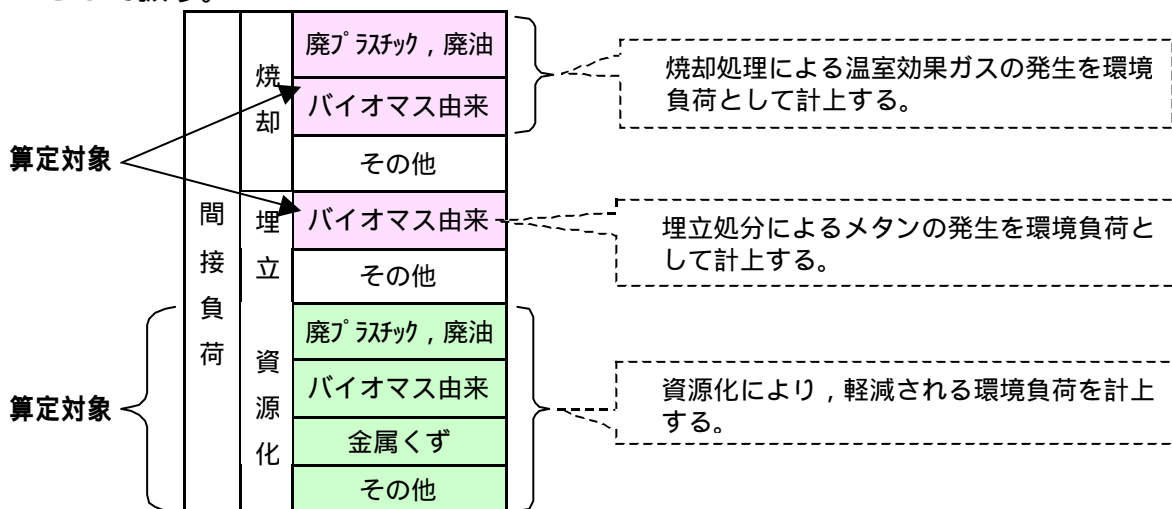 廃プラスチック，廃油
焼却処理による温室効果ガスの発生を環境
負荷として計上する。
焼却
バイオマス由来
算定対象
その他
間接負荷
埋立
バイオマス由来
埋立処分によるメタンの発生を環境負荷と
して計上する。
その他
廃プラスチック，廃油
資源化
バイオマス由来
資源化により，軽減される環境負荷を計上
する。
算定対象
金属くず
その他